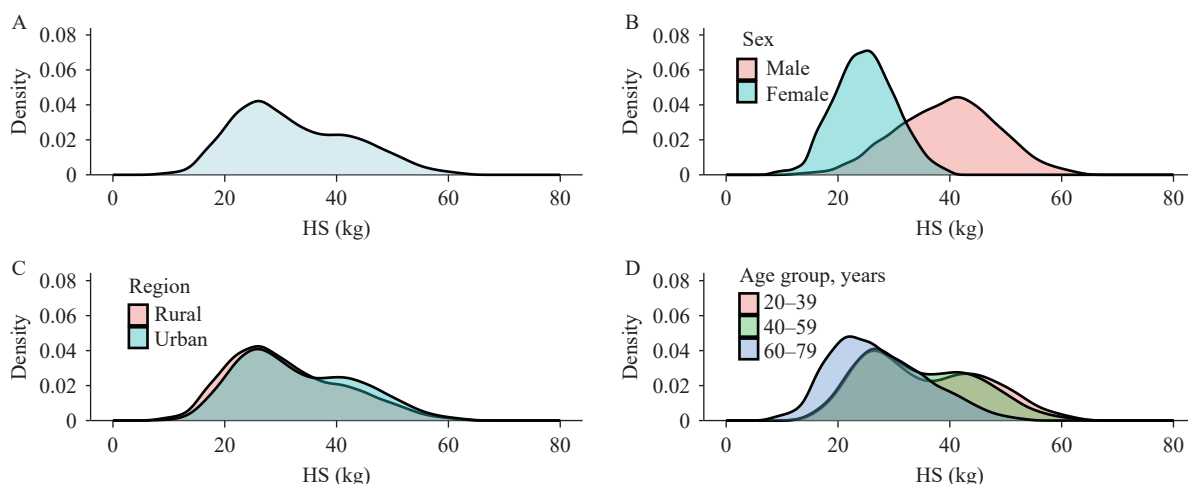 A
0.08
0.06
0.04
0.02
0
Density
0 20 40 60 80
HS (kg)
B
0.08
0.06
0.04
0.02
0
Density
Sex
Male
Female
0 20 40 60 80
HS (kg)
C
0.08
0.06
0.04
0.02
0
Density
Region
Rural
Urban
0 20 40 60 80
HS (kg)
D
0.08
0.06
0.04
0.02
0
Density
Age group, years
20–39
40–59
60–79
0 20 40 60 80
HS (kg)